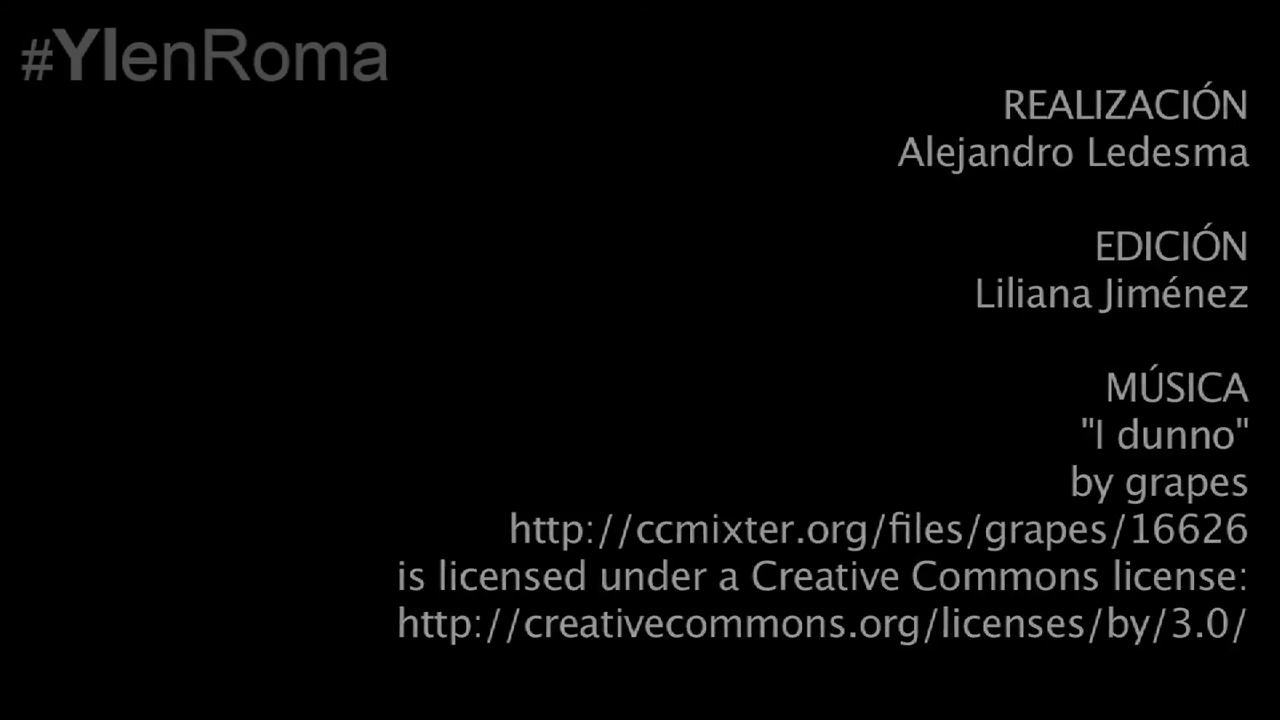 #YIenRoma
REALIZACIÓN
Alejandro Ledesma
EDICIÓN
Liliana Jiménez
MÚSICA
"I dunno"
by grapes
http://ccmixter.org/files/grapes/16626
is licensed under a Creative Commons license:
http://creativecommons.org/licenses/by/3.0/